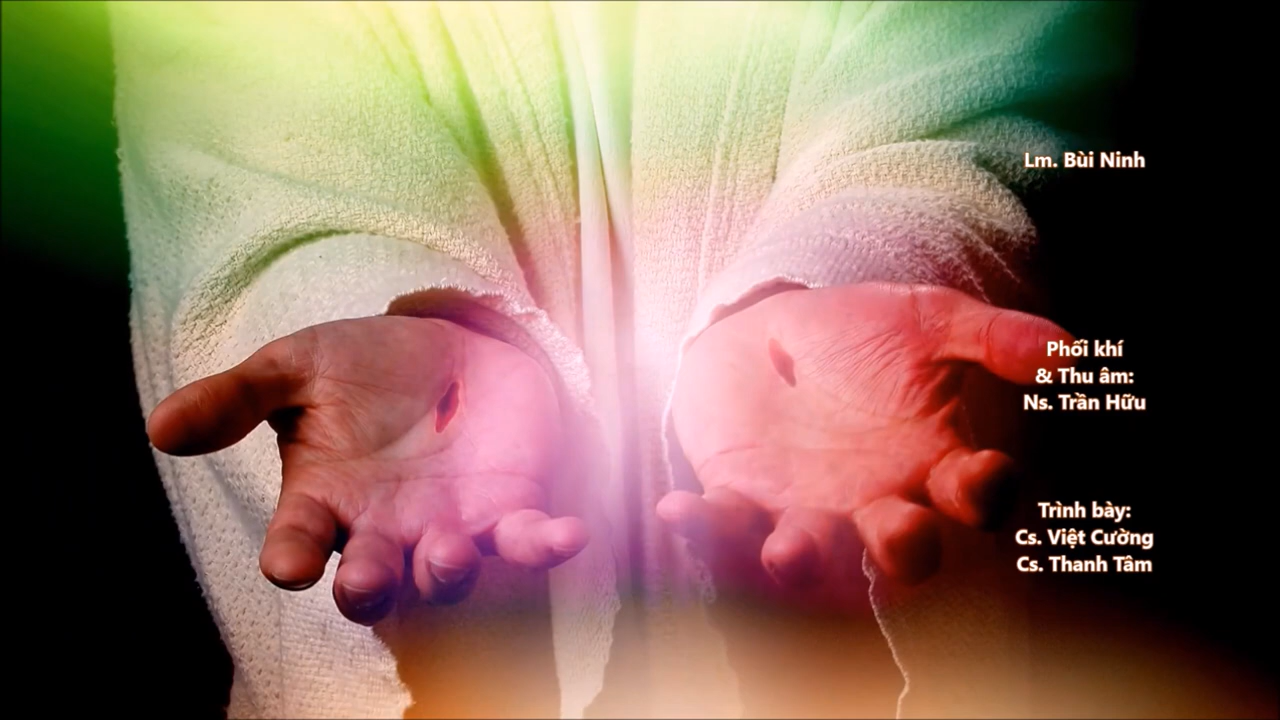 Lm. Bùi Ninh
Phối khí
& Thu âm:
Ns. Trần Hữu
Trình bày:
Cs. Việt Cường
Cs. Thanh Tâm